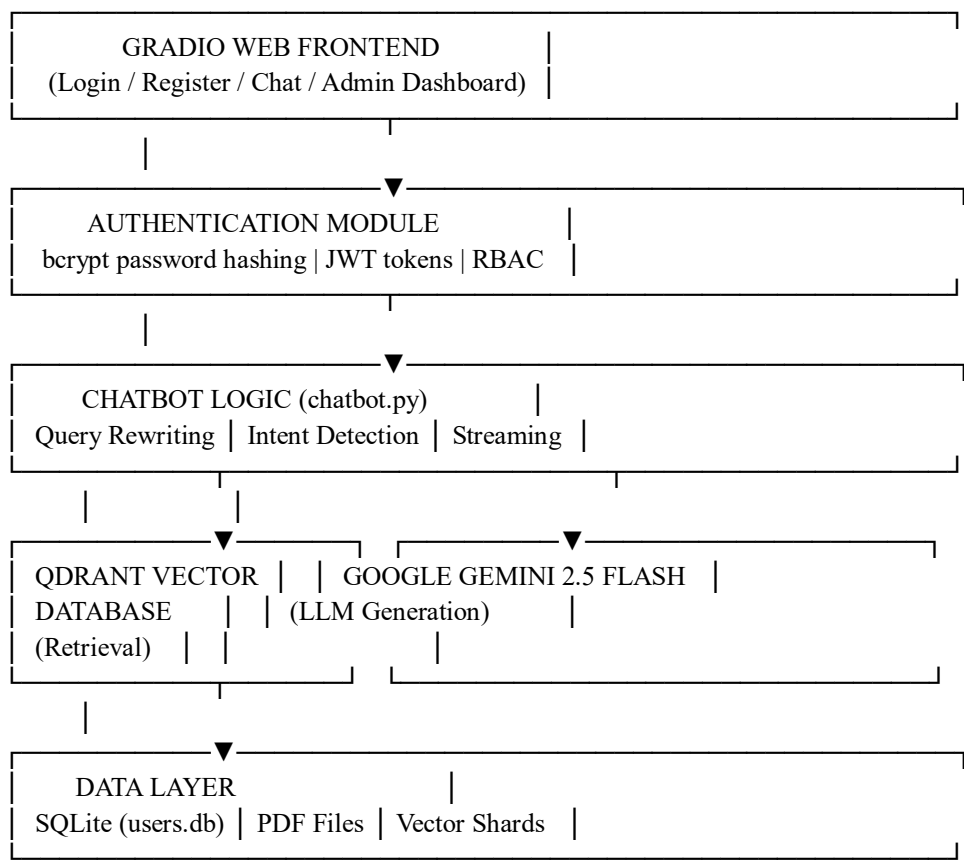 GRADIO WEB FRONTEND
(Login / Register / Chat / Admin Dashboard)
AUTHENTICATION MODULE
bcrypt password hashing | JWT tokens | RBAC
CHATBOT LOGIC (chatbot.py)
Query Rewriting │ Intent Detection │ Streaming
QDRANT VECTOR │ │ GOOGLE GEMINI 2.5 FLASH
DATABASE │ │ (LLM Generation)
(Retrieval)
DATA LAYER
SQLite (users.db) │ PDF Files │ Vector Shards